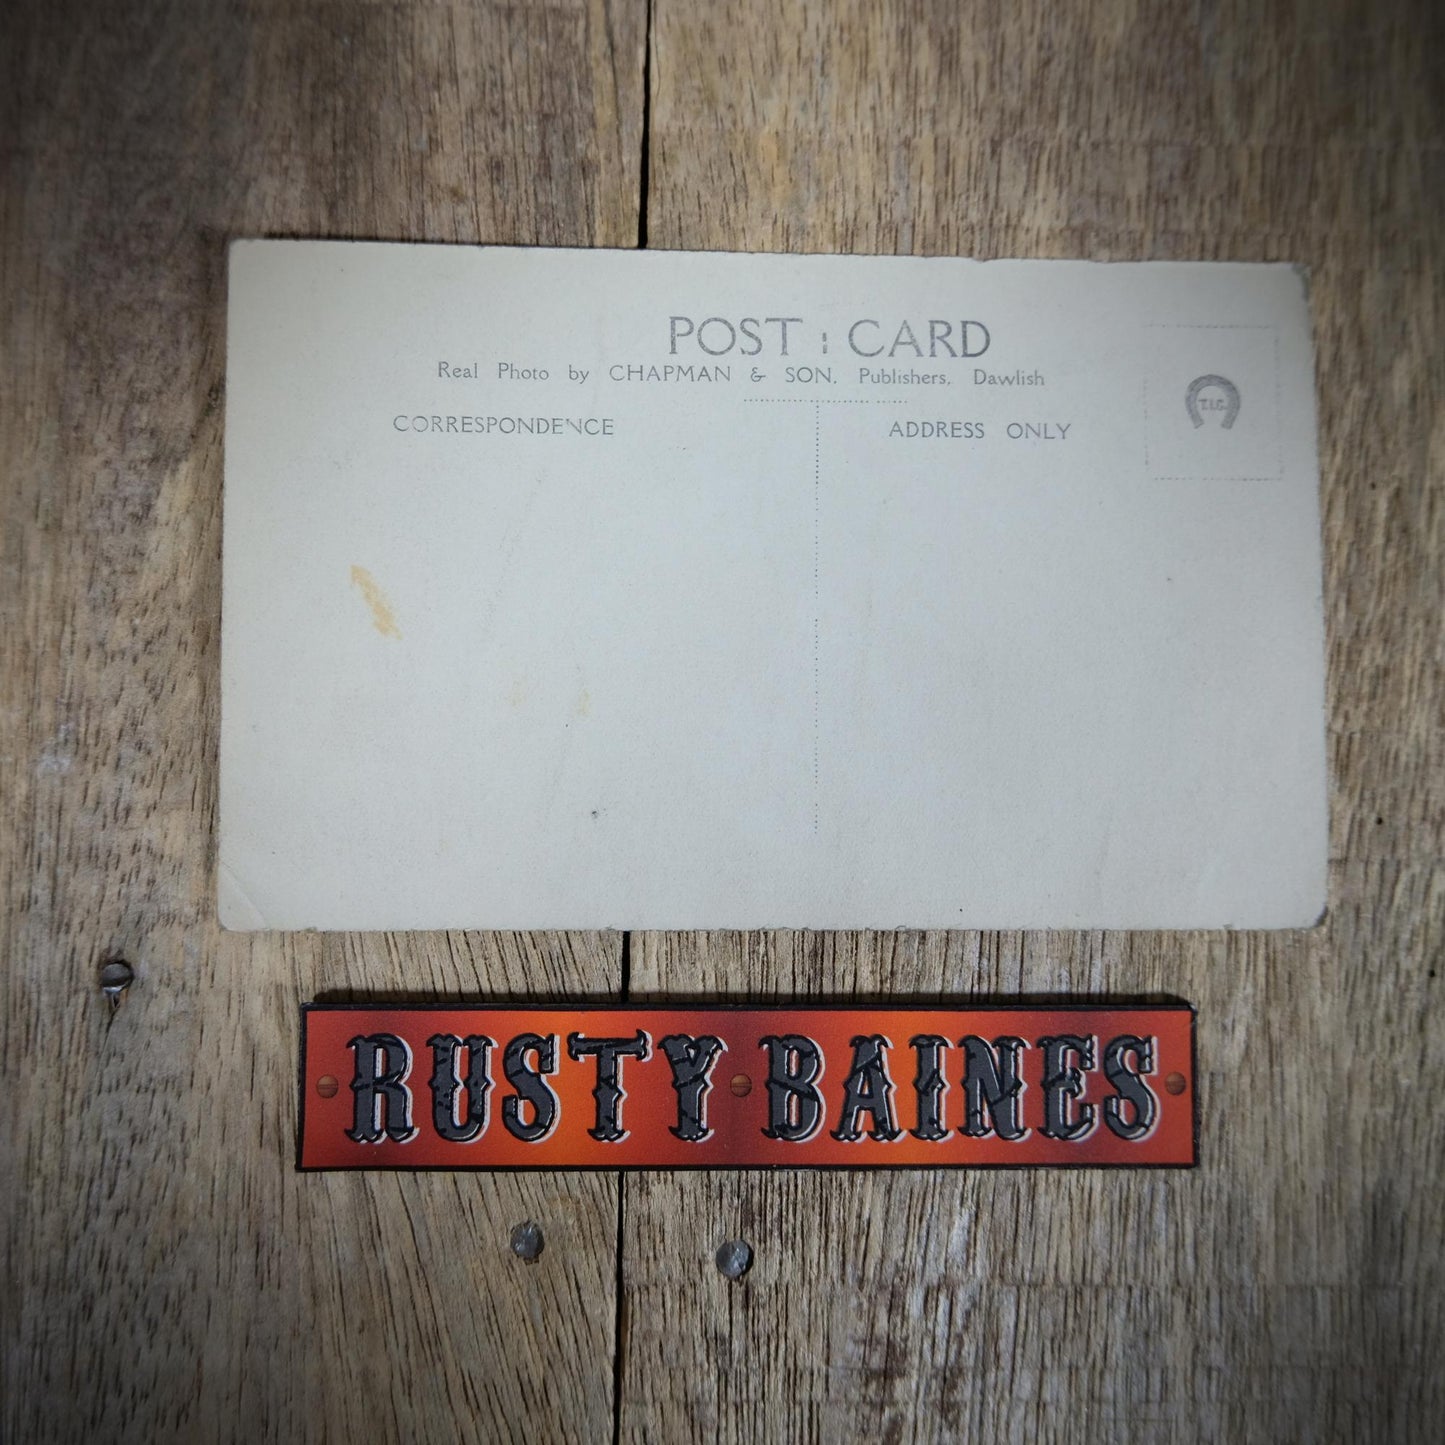 POST : CARD
Real Photo by CHAPMAN & SON, Publishers, Dawlish
CORRESPONDENCE
ADDRESS ONLY
T.I.C.
RUSTY BAINES